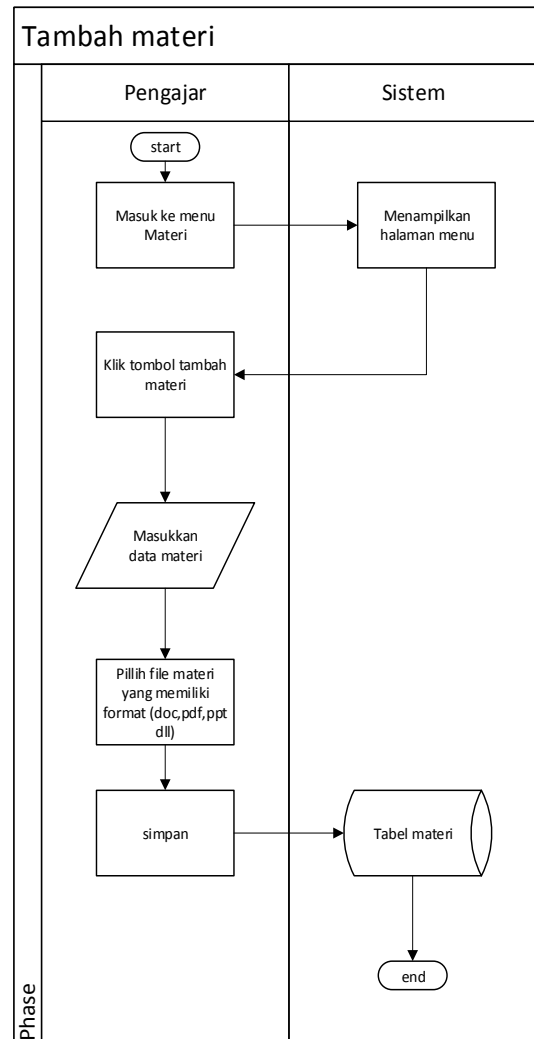 Tambah materi
Pengajar
Sistem
start
Masuk ke menu
Materi
Menampilkan
halaman menu
Klik tombol tambah
materi
Masukkan
data materi
Pillih file materi
yang memiliki
format (doc,pdf,ppt
dll)
simpan
Tabel materi
end
Phase